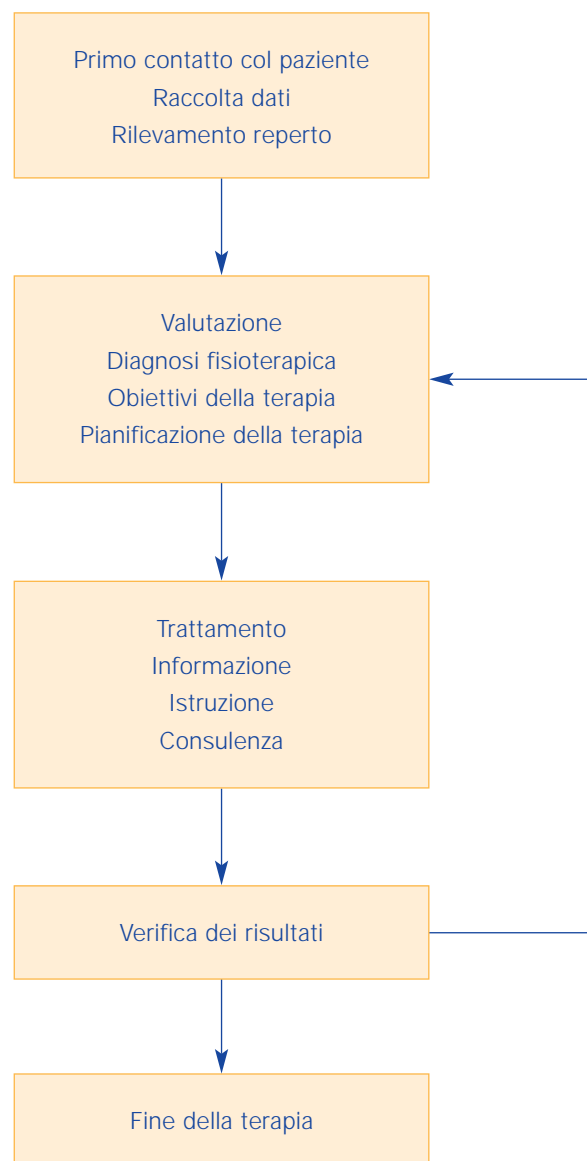 Primo contatto col paziente
Raccolta dati
Rilevamento reperto
Valutazione
Diagnosi fisioterapica
Obiettivi della terapia
Pianificazione della terapia
Trattamento
Informazione
Istruzione
Consulenza
Verifica dei risultati
Fine della terapia